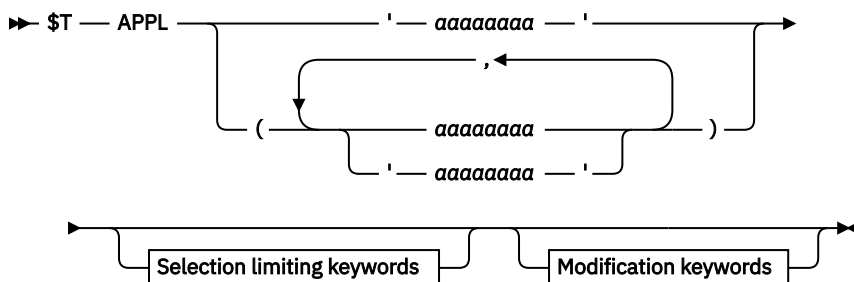 $T APPL ' aaaaaaaa '
,
( aaaaaaaa )
' aaaaaaaa '
Selection limiting keywords Modification keywords